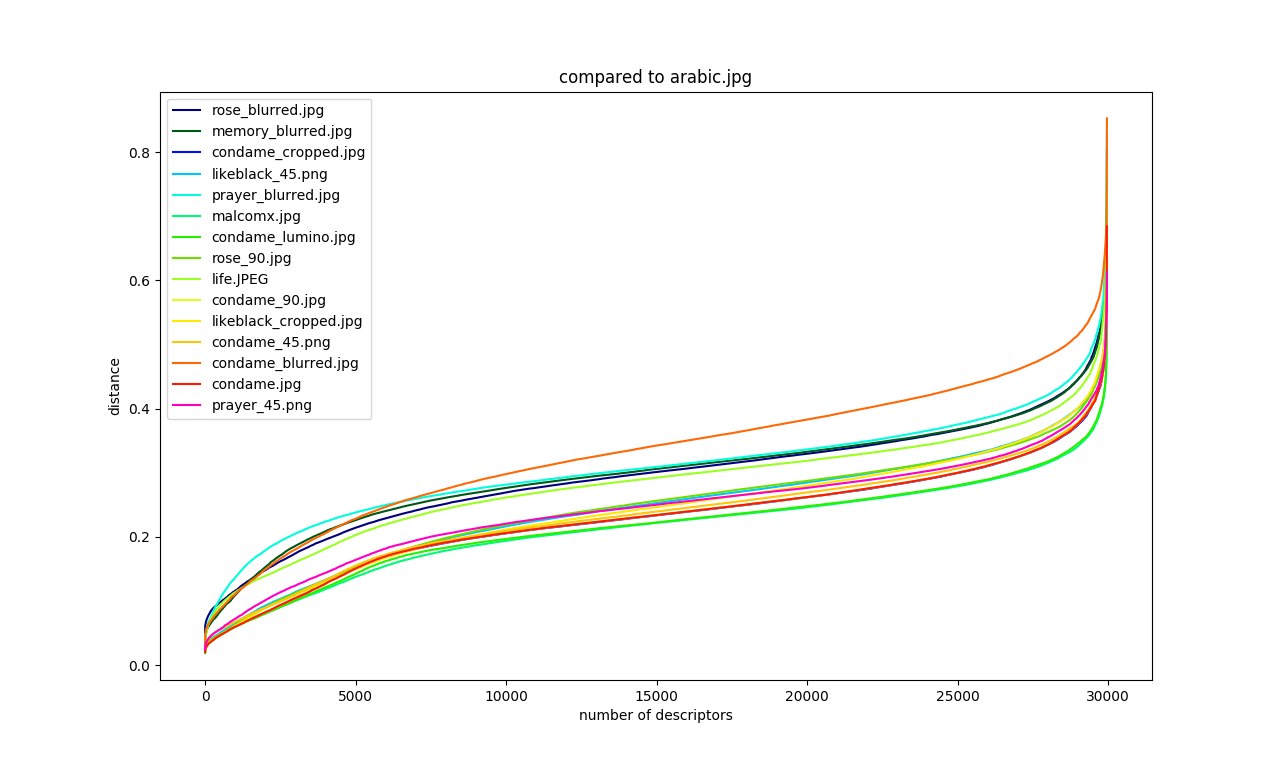 compared to arabic.jpg
rose_blurred.jpg
memory_blurred.jpg
condame_cropped.jpg
likeblack_45.png
prayer_blurred.jpg
malcomx.jpg
condame_lumino.jpg
rose_90.jpg
life.JPEG
condame_90.jpg
likeblack_cropped.jpg
condame_45.png
condame_blurred.jpg
condame.jpg
prayer_45.png
distance
0.8
0.6
0.4
0.2
0.0
0 5000 10000 15000 20000 25000 30000
number of descriptors